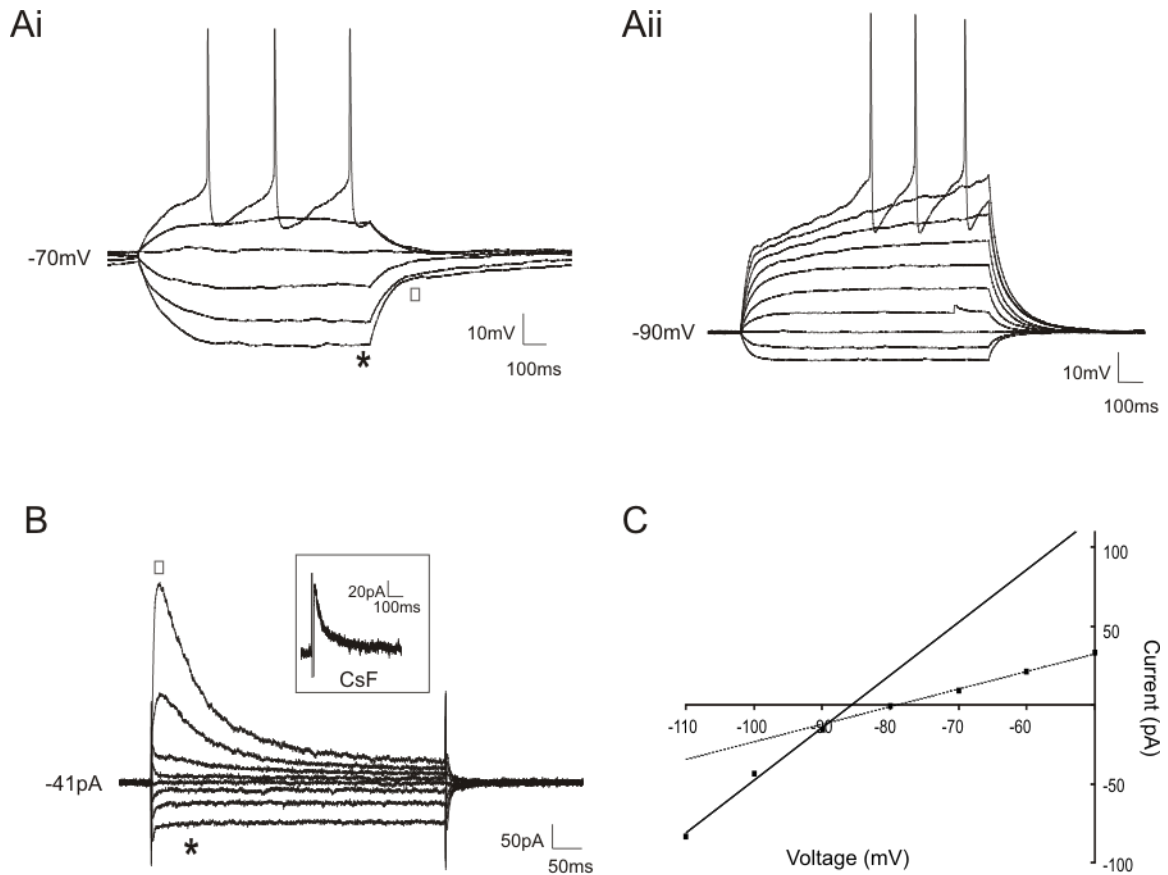 Ai
Aii
-70mV
*
10mV
100ms
-90mV
10mV
100ms
B
C
-41pA
*
20pA
100ms
CsF
50pA
50ms
100
50
-110
-100
-90
-80
-70
-60
-50
-100
Current (pA)
Voltage (mV)